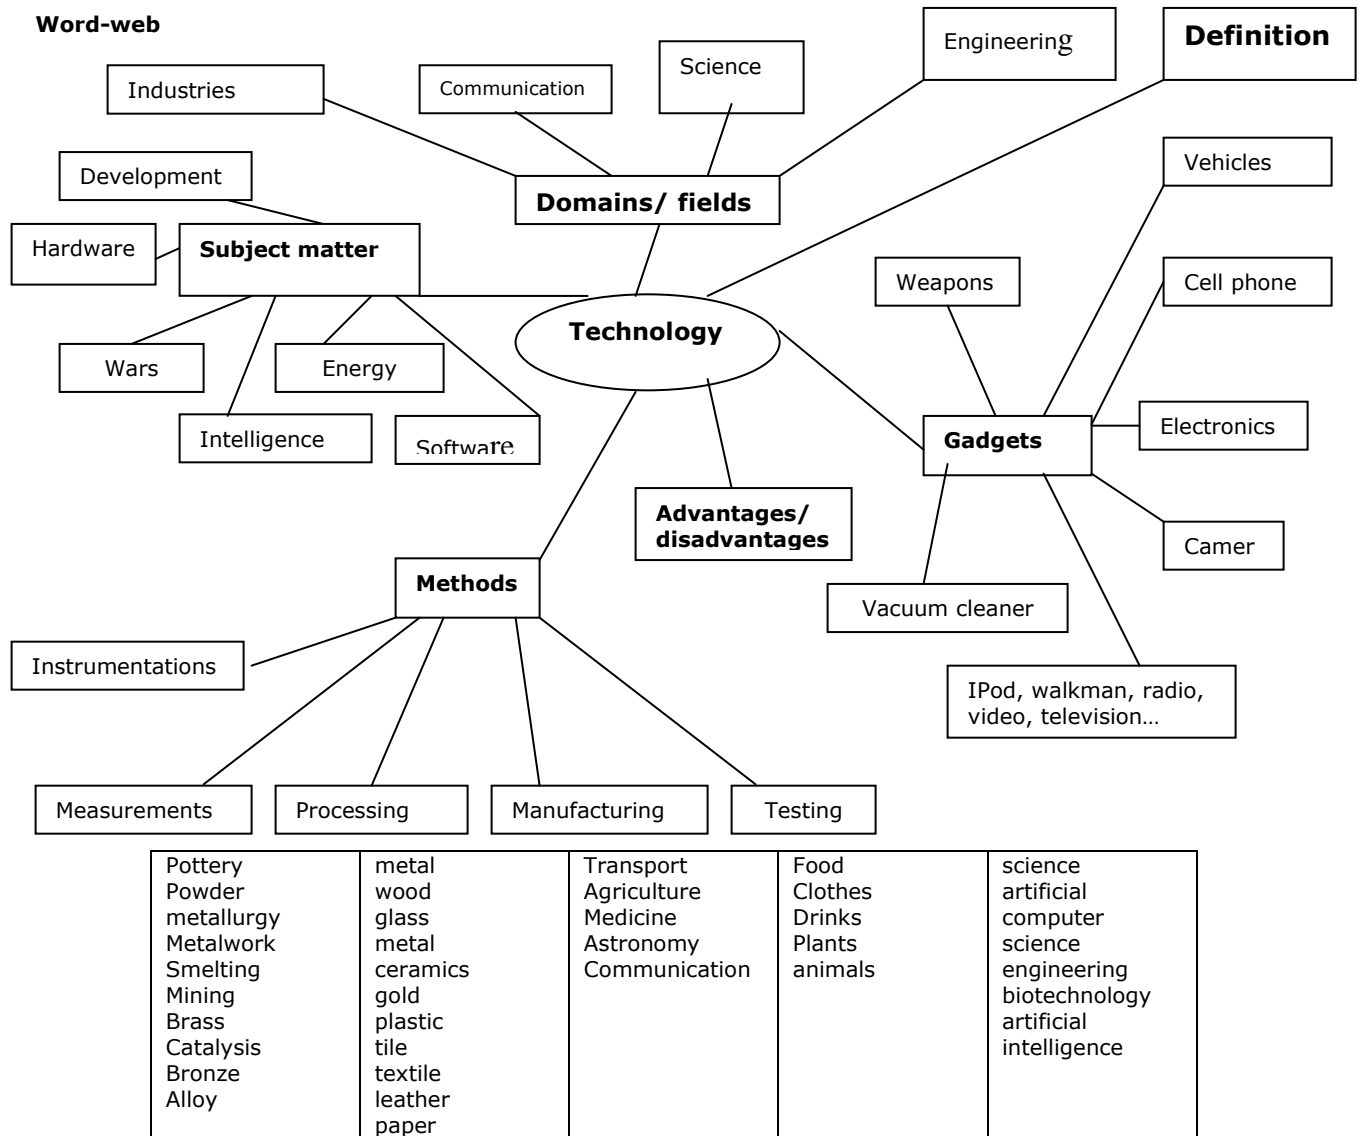 Word-web
Engineering
Definition
Science
Industries
Communication
Vehicles
Development
Domains/ fields
Hardware
Subject matter
Weapons
Cell phone
Technology
Wars
Energy
Intelligence
Software
Gadgets
Electronics
Advantages/
disadvantages
Camer
Methods
Vacuum cleaner
Instrumentations
IPod, walkman, radio,
video, television…
Measurements
Processing
Manufacturing
Testing
Pottery
Powder
metallurgy
Metalwork
Smelting
Mining
Brass
Catalysis
Bronze
Alloy
metal
wood
glass
metal
ceramics
gold
plastic
tile
textile
leather
paper
Transport
Agriculture
Medicine
Astronomy
Communication
Food
Clothes
Drinks
Plants
animals
science
artificial
computer
science
engineering
biotechnology
artificial
intelligence